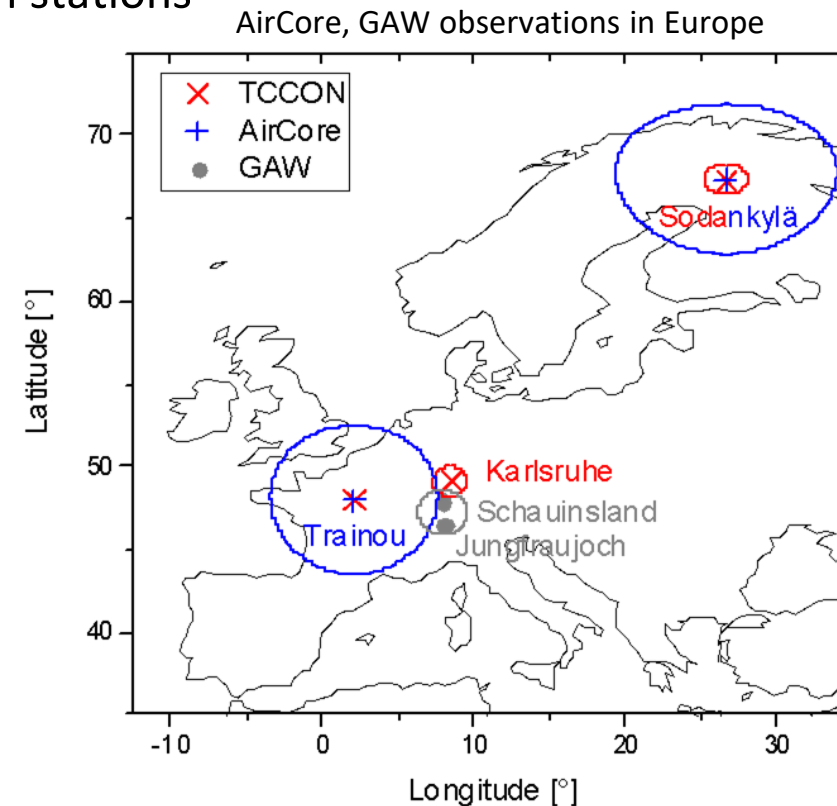 stations
AirCore, GAW observations in Europe
TCCON
AirCore
GAW
70
60
50
40
Latitude [°]
Sodankylä
Karlsruhe
Schauinsland
Jungfraujoch
Trainou
-10 0 10 20 30
Longitude [°]